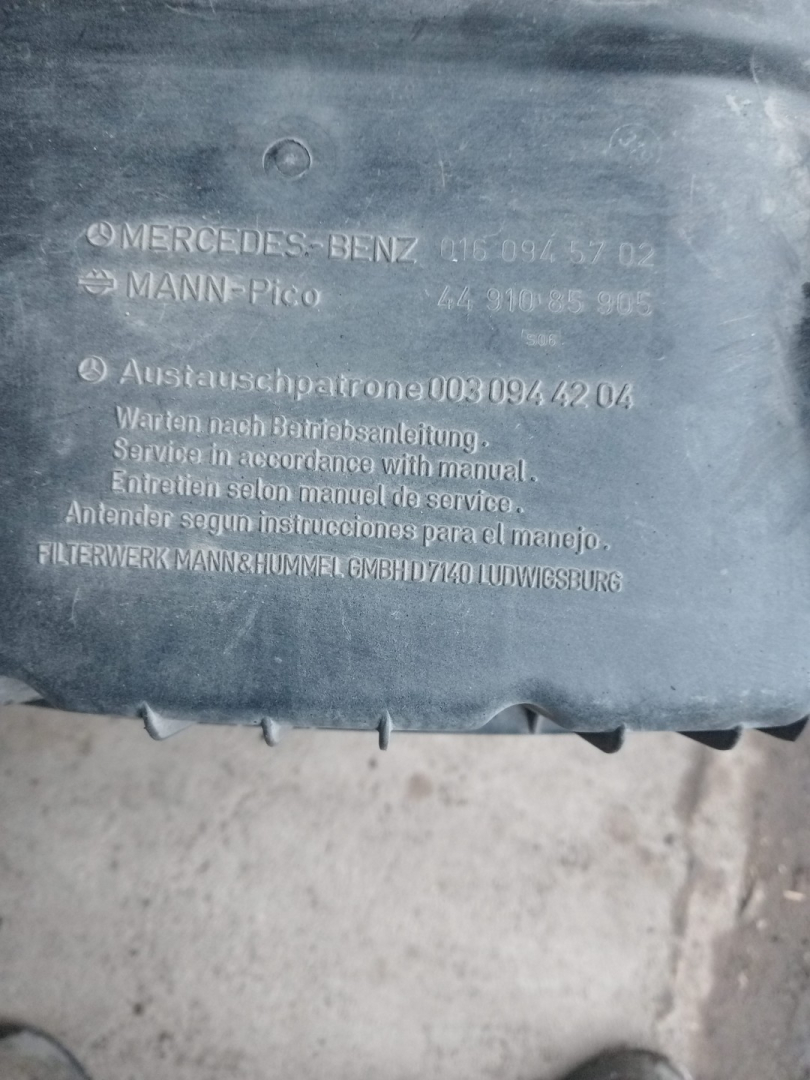 MERCEDES-BENZ 016 094 57 02
MANN-Pico 44 910 85 905
Austauschpatrone 003 094 42 04
Warten nach Betriebsanleitung.
Service in accordance with manual.
Entretien selon manuel de service.
Antender segun instrucciones para el manejo.
FILTERWERK MANN&HUMMEL GMBH D7140 LUDWIGSBURG